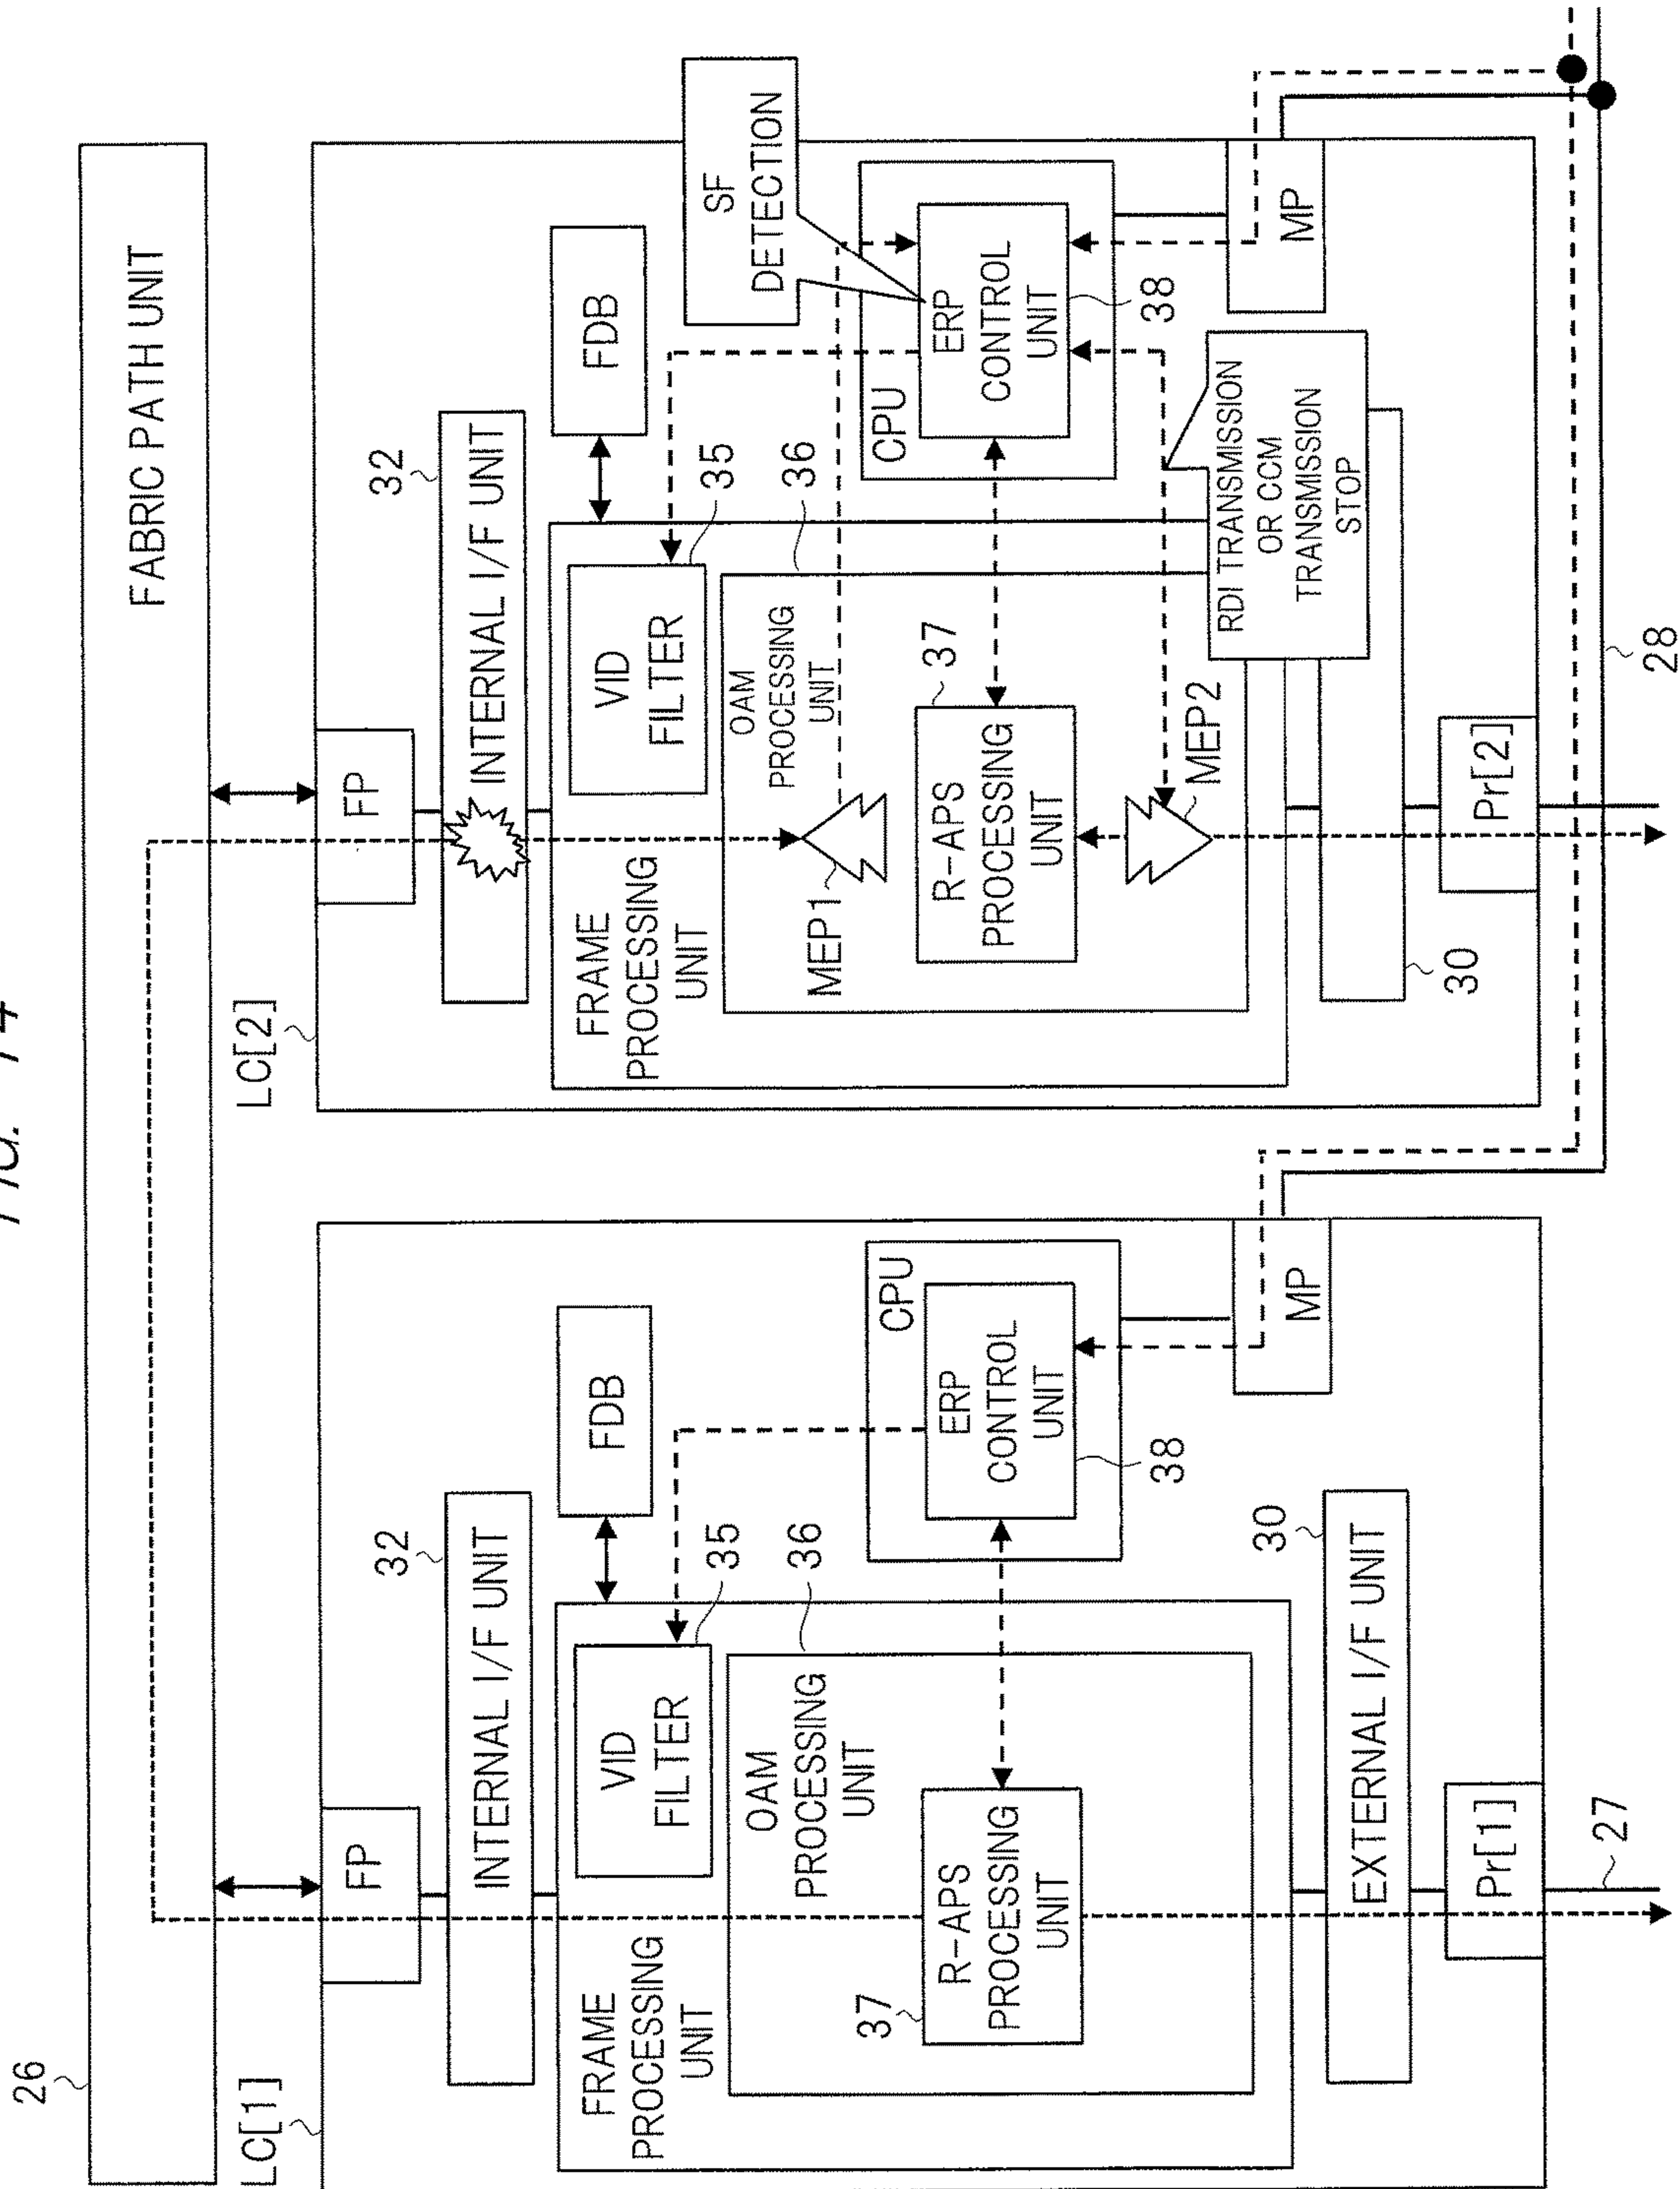 FIG. 14
26
FABRIC PATH UNIT
LC[1]
FP
32
INTERNAL I/F UNIT
FDB
FRAME
PROCESSING
UNIT
VID
FILTER
35
36
OAM
PROCESSING
UNIT
37
R-APS
PROCESSING
UNIT
CPU
ERP
CONTROL
UNIT
38
MP
30
EXTERNAL I/F UNIT
Pr[1]
27
LC[2]
FP
32
INTERNAL I/F UNIT
FDB
SF
DETECTION
FRAME
PROCESSING
UNIT
VID
FILTER
35
36
OAM
PROCESSING
UNIT
MEP1
37
R-APS
PROCESSING
UNIT
MEP2
CPU
ERP
CONTROL
UNIT
38
MP
RDI TRANSMISSION
OR CCM
TRANSMISSION
STOP
30
Pr[2]
28